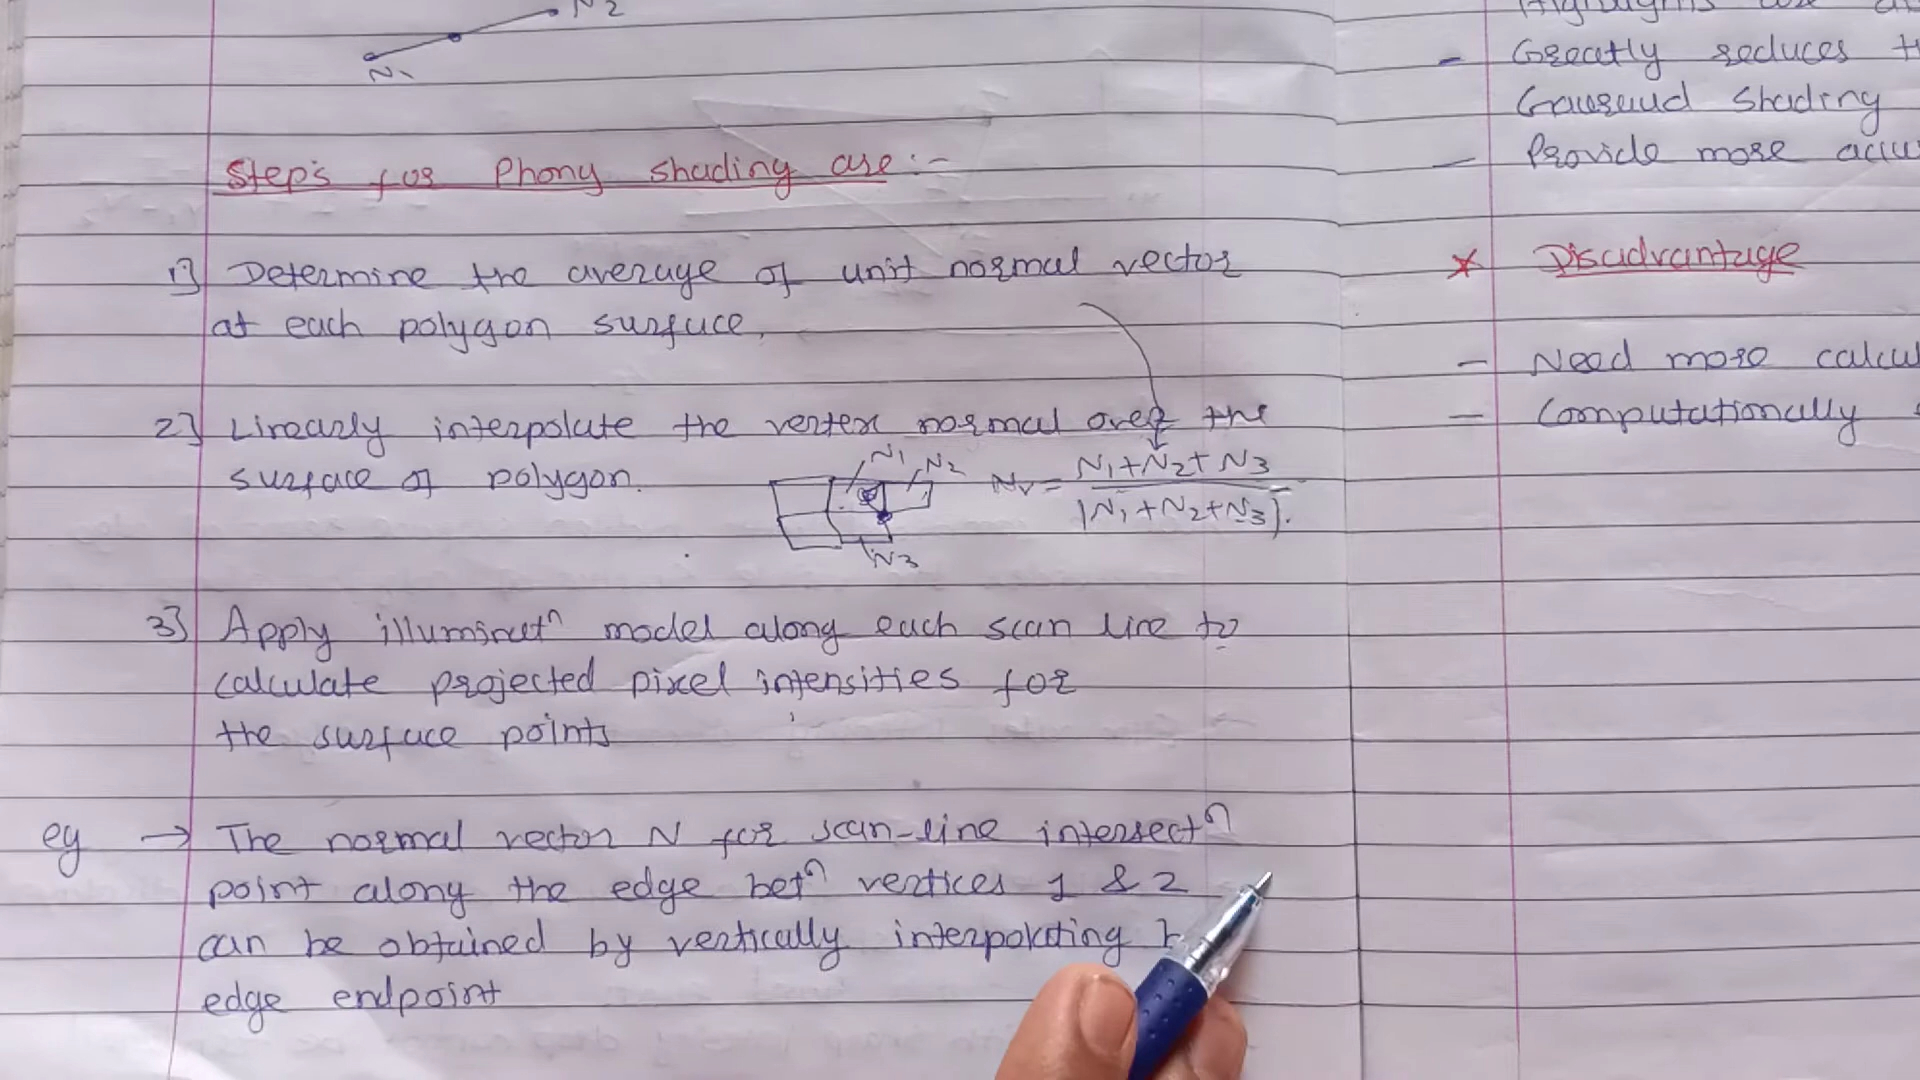 N2
N1
Steps for Phong shading are :-
1] Determine the average of unit normal vector
at each polygon surface.
2] Linearly interpolate the vertex normal over the
surface of polygon.
N1 N2
Nv = N1+N2+N3
|N1+N2+N3|.
N3
3] Apply illuminatn model along each scan line to
calculate projected pixel intensities for
the surface points
eg → The normal vector N for scan-line intersectn
point along the edge betn vertices 1 & 2
can be obtained by vertically interpolating
edge endpoint
- Greatly reduces
Gauraud Shading
- Provide more
* Disadvantage
- Need more
- Computationally